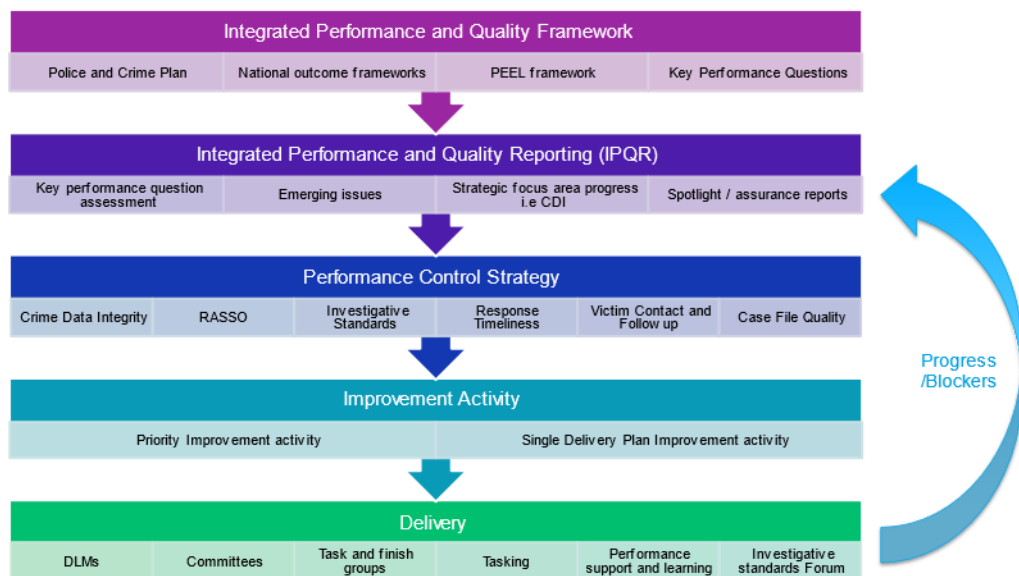 Integrated Performance and Quality Framework
Police and Crime Plan
National outcome frameworks
PEEL framework
Key Performance Questions
Integrated Performance and Quality Reporting (IPQR)
Key performance question
assessment
Emerging issues
Strategic focus area progress
i.e CDI
Spotlight / assurance reports
Performance Control Strategy
Crime Data Integrity
RASSO
Investigative
Standards
Response
Timeliness
Victim Contact and
Follow up
Case File Quality
Progress
/Blockers
Improvement Activity
Priority Improvement activity
Single Delivery Plan Improvement activity
Delivery
DLMs
Committees
Task and finish
groups
Tasking
Performance
support and learning
Investigative
standards Forum